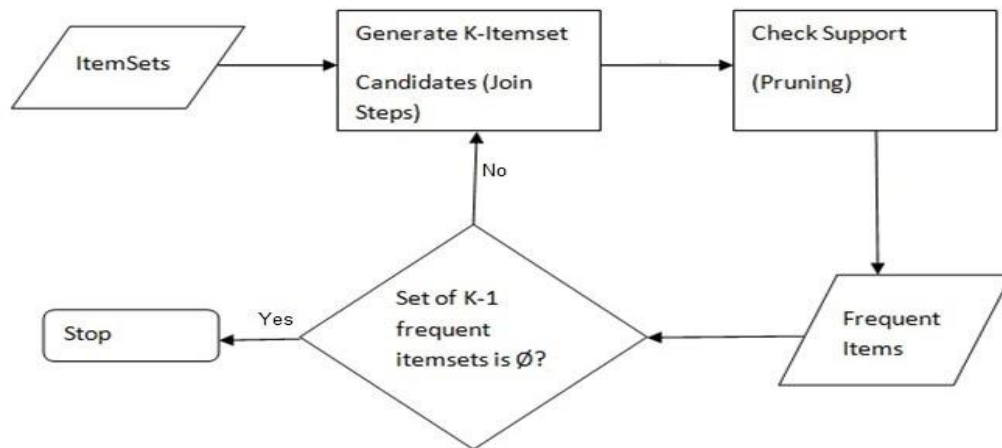 ItemSets
Generate K-Itemset
Candidates (Join
Steps)
Check Support
(Pruning)
No
Set of K-1
frequent
itemsets is Ø?
Yes
Stop
Frequent
Items